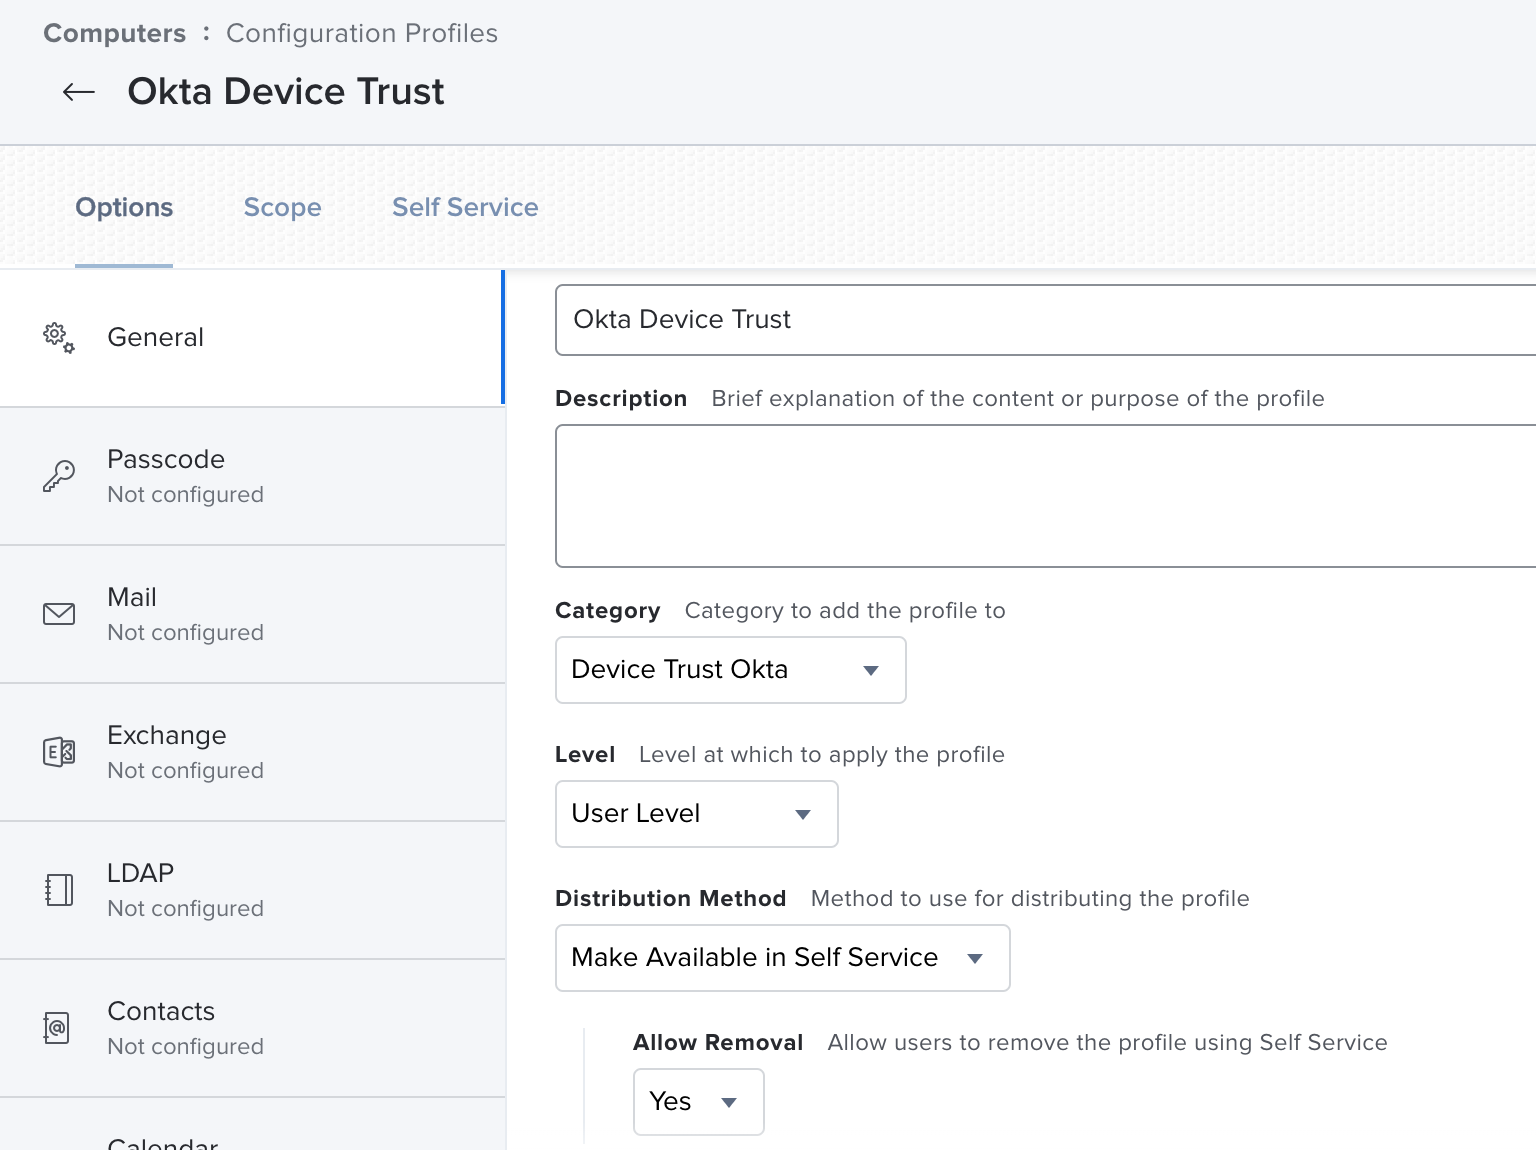 Computers : Configuration Profiles
← Okta Device Trust
Options Scope Self Service
General
Passcode
Not configured
Mail
Not configured
Exchange
Not configured
LDAP
Not configured
Contacts
Not configured
Calendar
Okta Device Trust
Description Brief explanation of the content or purpose of the profile
Category Category to add the profile to
Device Trust Okta
Level Level at which to apply the profile
User Level
Distribution Method Method to use for distributing the profile
Make Available in Self Service
Allow Removal Allow users to remove the profile using Self Service
Yes